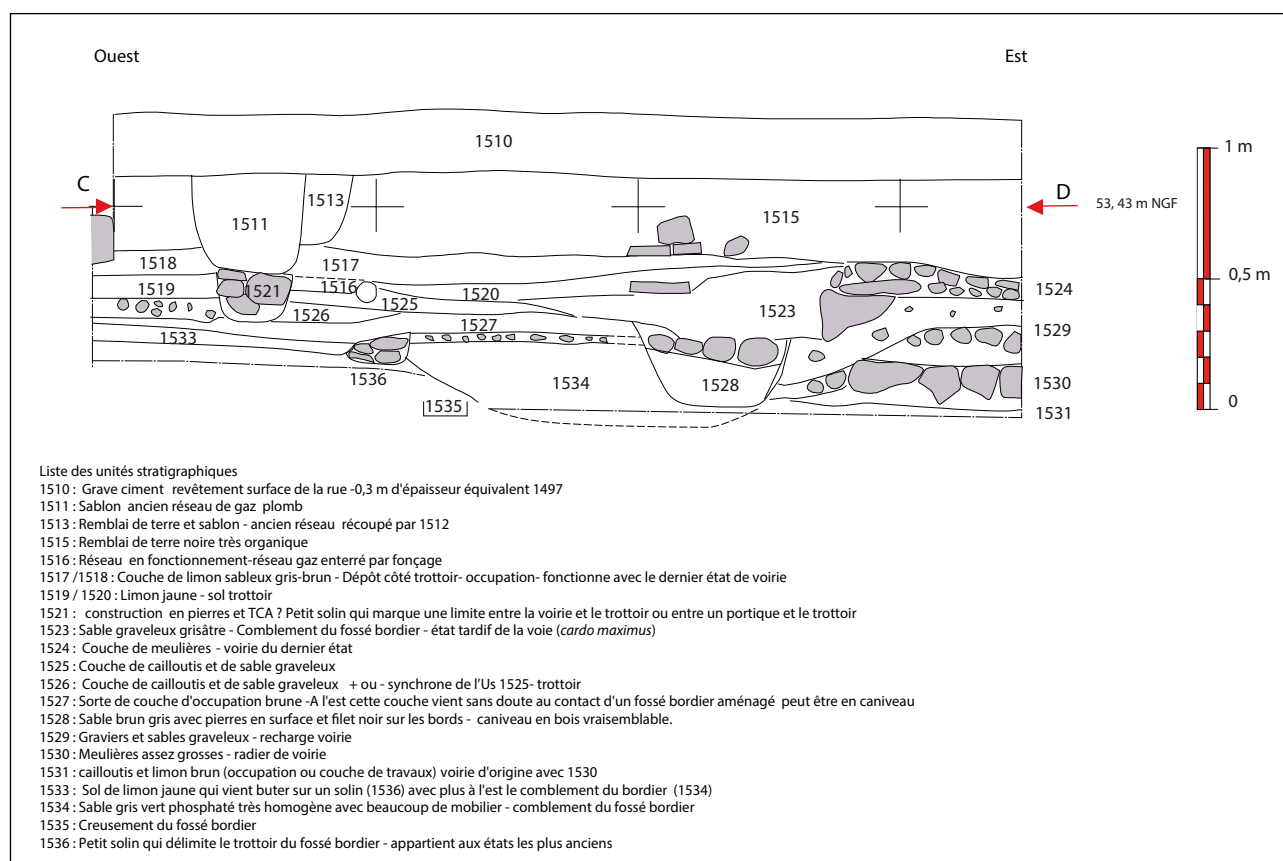 Ouest
Est
1510
1 m
C
1513
D
53, 43 m NGF
1511
1515
1518
1517
0,5 m
1519
1521
1516
1520
1524
1525
1523
1526
1527
1529
1533
1536
1534
1528
1530
1535
0
1531
Liste des unités stratigraphiques
1510 : Grave ciment revêtement surface de la rue -0,3 m d'épaisseur équivalent 1497
1511 : Sablon ancien réseau de gaz plomb
1513 : Remblai de terre et sablon - ancien réseau récoupé par 1512
1515 : Remblai de terre noire très organique
1516 : Réseau en fonctionnement-réseau gaz enterré par fonçage
1517 /1518 : Couche de limon sableux gris-brun - Dépôt côté trottoir- occupation- fonctionne avec le dernier état de voirie
1519 / 1520 : Limon jaune - sol trottoir
1521 : construction en pierres et TCA ? Petit solin qui marque une limite entre la voirie et le trottoir ou entre un portique et le trottoir
1523 : Sable graveleux grisâtre - Comblement du fossé bordier - état tardif de la voie (cardo maximus)
1524 : Couche de meulières - voirie du dernier état
1525 : Couche de cailloutis et de sable graveleux
1526 : Couche de cailloutis et de sable graveleux + ou - synchrone de l'Us 1525- trottoir
1527 : Sorte de couche d'occupation brune -A l'est cette couche vient sans doute au contact d'un fossé bordier aménagé peut être en caniveau
1528 : Sable brun gris avec pierres en surface et filet noir sur les bords - caniveau en bois vraisemblable.
1529 : Graviers et sables graveleux - recharge voirie
1530 : Meulières assez grosses - radier de voirie
1531 : cailloutis et limon brun (occupation ou couche de travaux) voirie d'origine avec 1530
1533 : Sol de limon jaune qui vient buter sur un solin (1536) avec plus à l'est le comblement du bordier (1534)
1534 : Sable gris vert phosphaté très homogène avec beaucoup de mobilier - comblement du fossé bordier
1535 : Creusement du fossé bordier
1536 : Petit solin qui délimite le trottoir du fossé bordier - appartient aux états les plus anciens